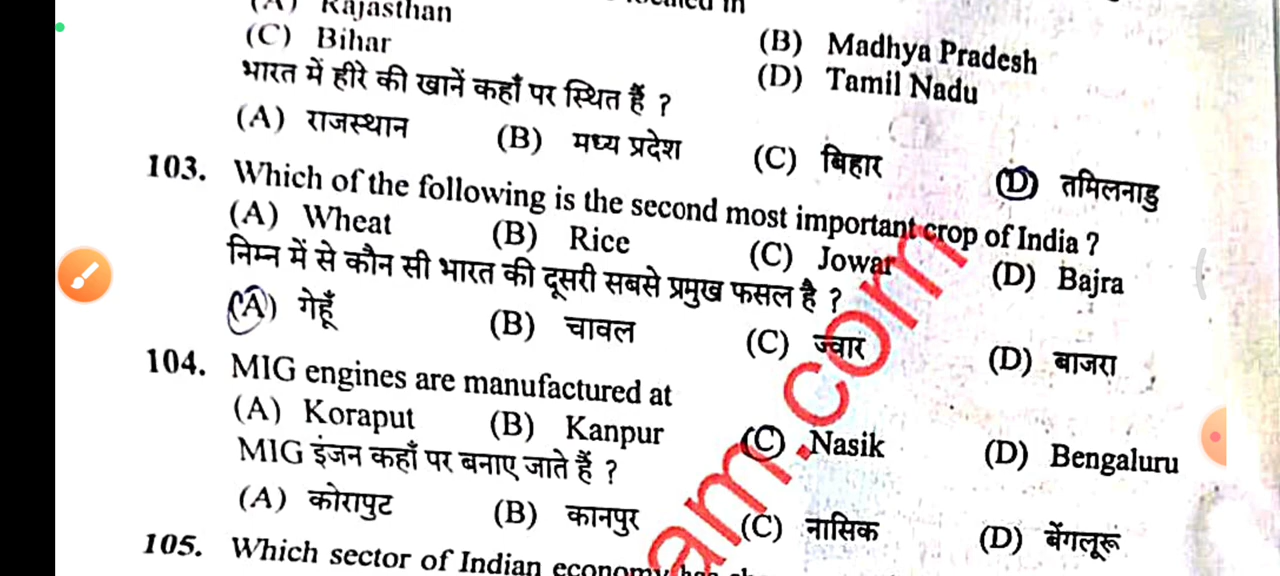 (A) Rajasthan
(B) Madhya Pradesh
(C) Bihar
(D) Tamil Nadu
भारत में हीरे की खानें कहाँ पर स्थित हैं ?
(A) राजस्थान (B) मध्य प्रदेश (C) बिहार (D) तमिलनाडु
103. Which of the following is the second most important crop of India ?
(A) Wheat (B) Rice (C) Jowar (D) Bajra
निम्न में से कौन सी भारत की दूसरी सबसे प्रमुख फसल है ?
(A) गेहूँ (B) चावल (C) ज्वार (D) बाजरा
104. MIG engines are manufactured at
(A) Koraput (B) Kanpur (C) Nasik (D) Bengaluru
MIG इंजन कहाँ पर बनाए जाते हैं ?
(A) कोरापुट (B) कानपुर (C) नासिक (D) बेंगलूरू
105. Which sector of Indian economy
am.com